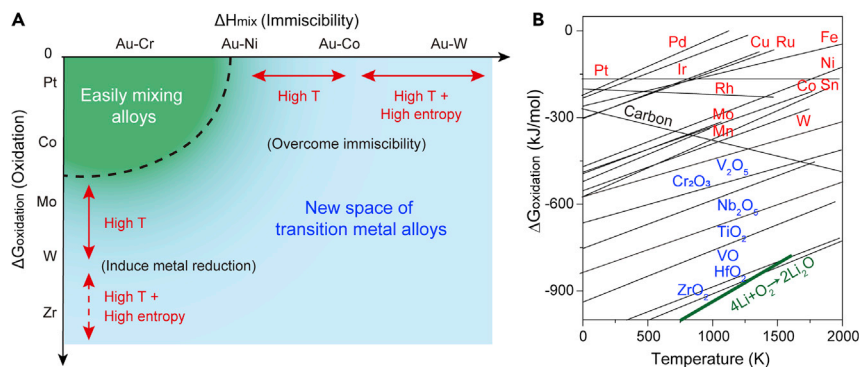 A
ΔHmix (Immiscibility)
Au-Cr Au-Ni Au-Co Au-W
0
Pt
Co
Mo
W
Zr
ΔGoxidation (Oxidation)
Easily mixing
alloys
High T
High T +
High entropy
(Overcome immiscibility)
High T
(Induce metal reduction)
High T +
High entropy
New space of
transition metal alloys
B
ΔGoxidation (kJ/mol)
0
-300
-600
-900
Pd
Cu Ru
Fe
Pt
Ir
Ni
Rh
Co Sn
Carbon
Mo
Mn
W
V₂O₅
Cr₂O₃
Nb₂O₅
TiO₂
VO
HfO₂
ZrO₂
4Li+O₂→2Li₂O
0 500 1000 1500 2000
Temperature (K)